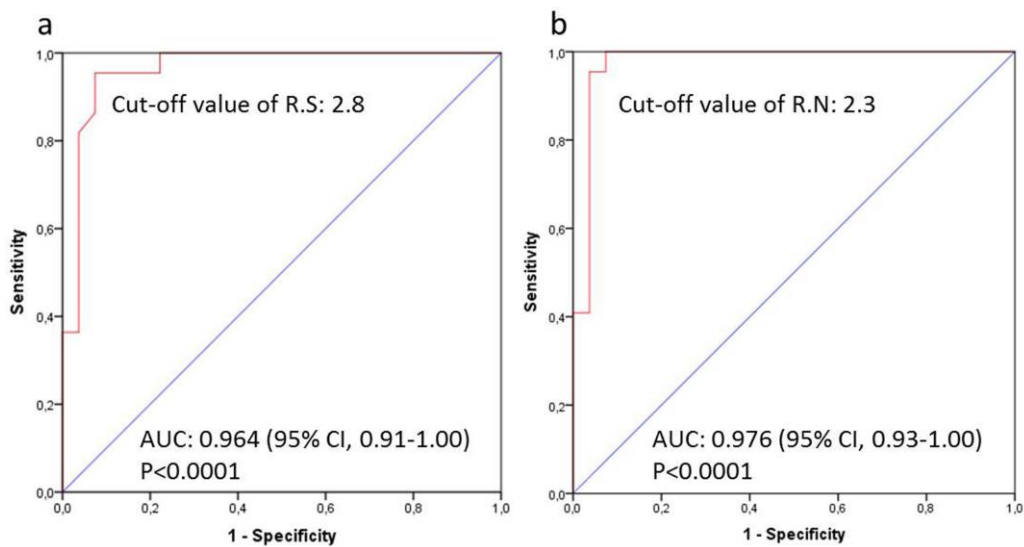 a
1,0
0,8
0,6
0,4
0,2
0,0
Sensitivity
Cut-off value of R.S: 2.8
AUC: 0.964 (95% CI, 0.91-1.00)
P<0.0001
0,0 0,2 0,4 0,6 0,8 1,0
1 - Specificity
b
1,0
0,8
0,6
0,4
0,2
0,0
Sensitivity
Cut-off value of R.N: 2.3
AUC: 0.976 (95% CI, 0.93-1.00)
P<0.0001
0,0 0,2 0,4 0,6 0,8 1,0
1 - Specificity